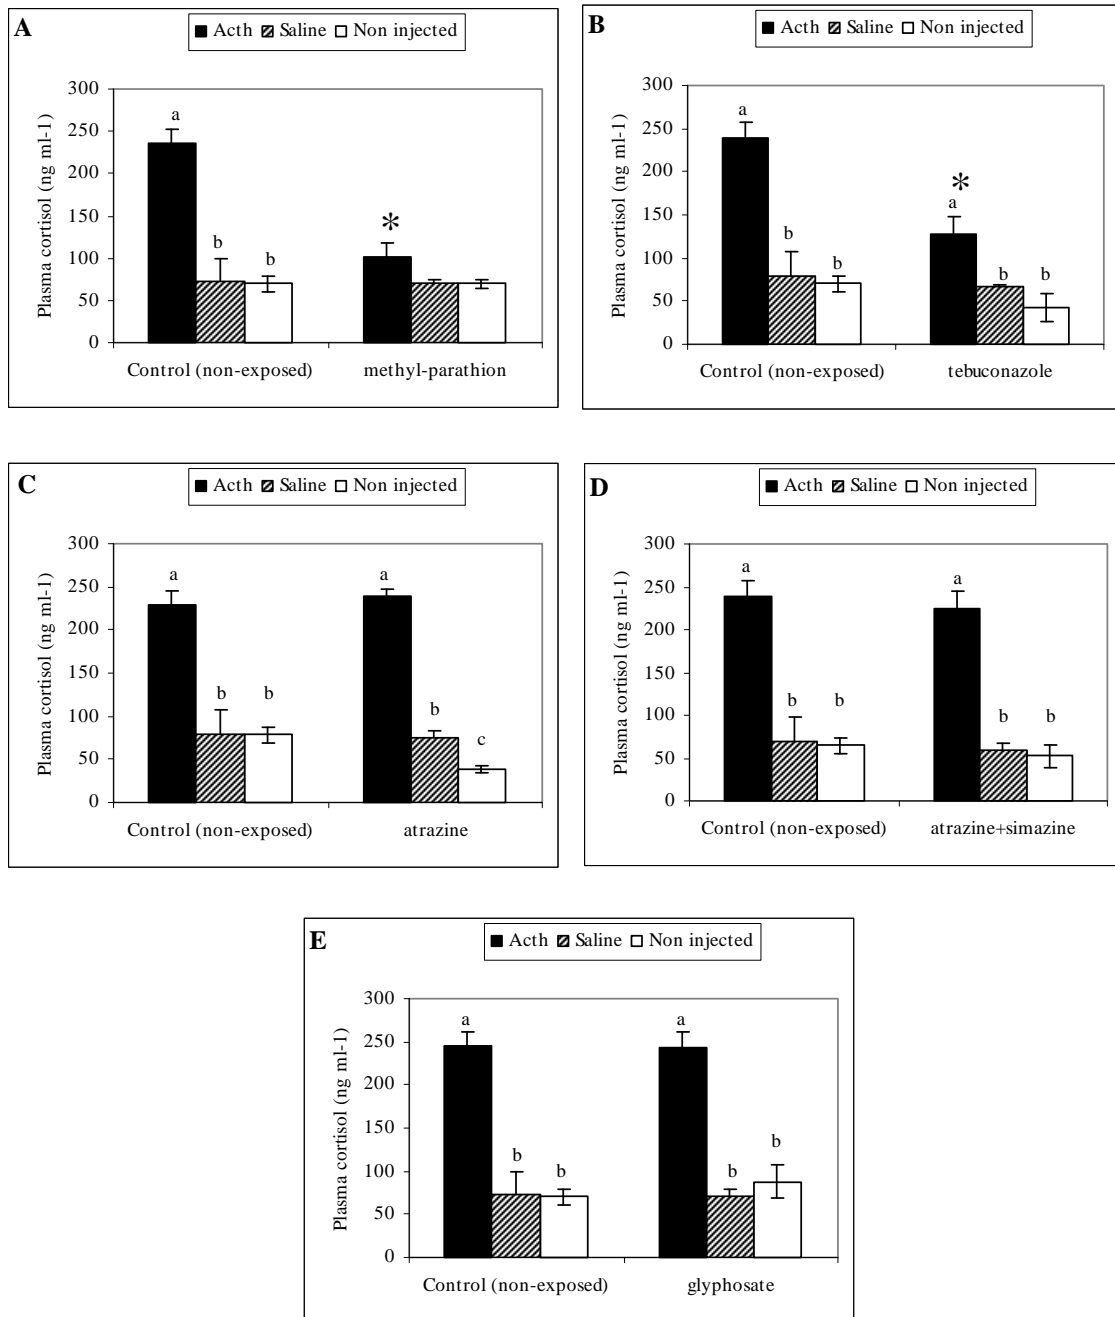 A
Acth Saline Non injected
Plasma cortisol (ng ml-1)
300
250
200
150
100
50
0
a
b
b
*
Control (non-exposed)
methyl-parathion
B
Acth Saline Non injected
Plasma cortisol (ng ml-1)
300
250
200
150
100
50
0
a
b
b
*
a
b
b
Control (non-exposed)
tebuconazole
C
Acth Saline Non injected
Plasma cortisol (ng ml-1)
300
250
200
150
100
50
0
a
b
b
a
b
c
Control (non-exposed)
atrazine
D
Acth Saline Non injected
Plasma cortisol (ng ml-1)
300
250
200
150
100
50
0
a
b
b
a
b
b
Control (non-exposed)
atrazine+simazine
E
Acth Saline Non injected
Plasma cortisol (ng ml-1)
300
250
200
150
100
50
0
a
b
b
a
b
b
Control (non-exposed)
glyphosate